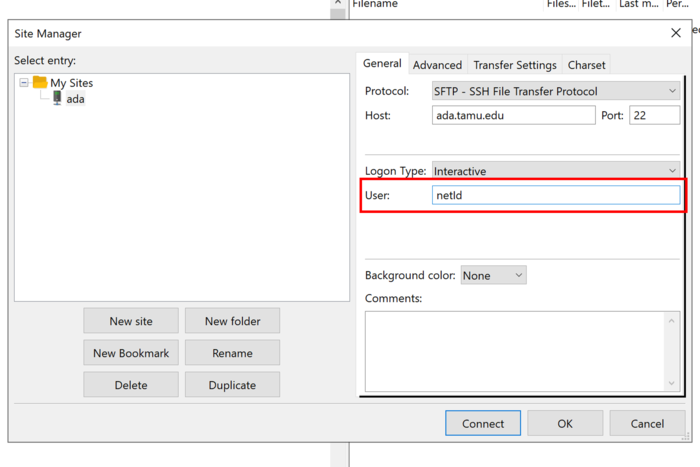 Filename Files... Filet... Last m... Per...
Site Manager
Select entry:
My Sites
ada
New site New folder
New Bookmark Rename
Delete Duplicate
General Advanced Transfer Settings Charset
Protocol: SFTP - SSH File Transfer Protocol
Host: ada.tamu.edu Port: 22
Logon Type: Interactive
User: netId
Background color: None
Comments:
Connect OK Cancel